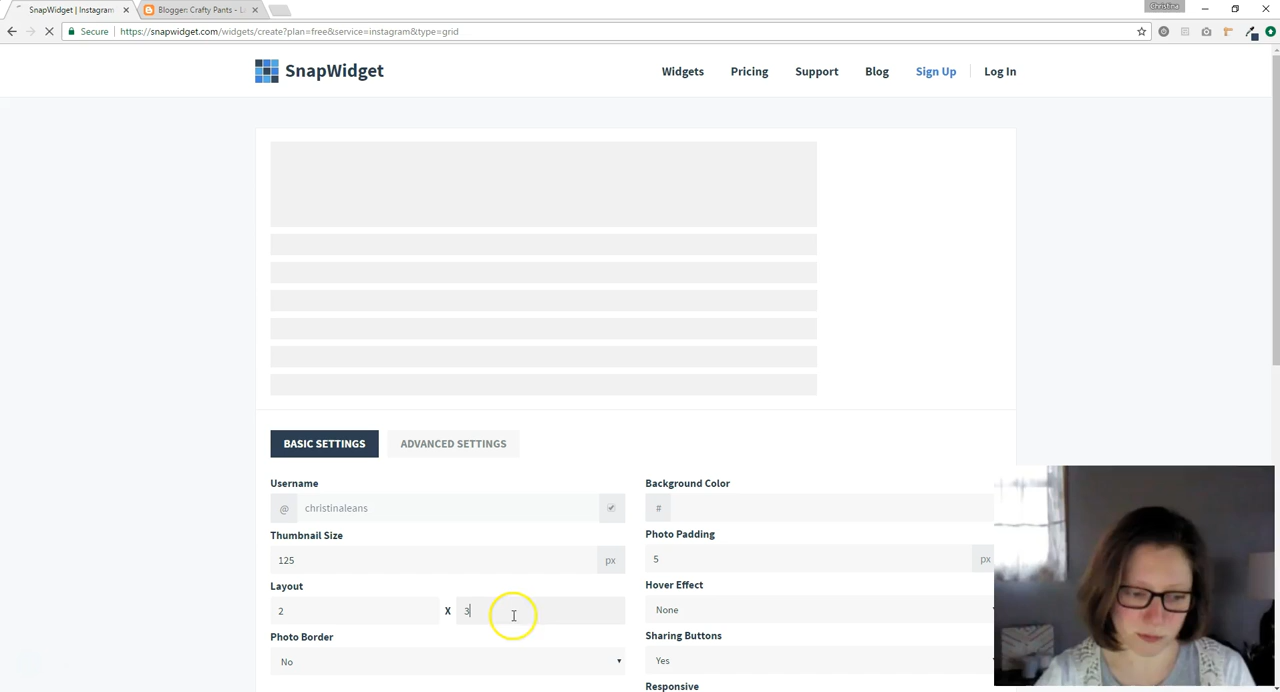 SnapWidget | Instagram
Bloggen Crafty Pants - L
Christina
Secure
https://snapwidget.com/widgets/create?plan=free&service=instagram&type=grid
SnapWidget
Widgets
Pricing
Support
Blog
Sign Up
Log In
BASIC SETTINGS
ADVANCED SETTINGS
Username
@ christinaleans
Thumbnail Size
125 px
Layout
2 X 3
Photo Border
No
Background Color
#
Photo Padding
5 px
Hover Effect
None
Sharing Buttons
Yes
Responsive